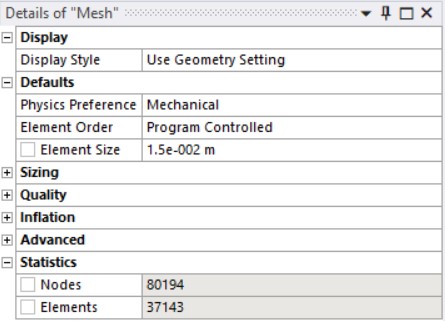 Details of "Mesh"
Display
Display Style Use Geometry Setting
Defaults
Physics Preference Mechanical
Element Order Program Controlled
Element Size 1.5e-002 m
Sizing
Quality
Inflation
Advanced
Statistics
Nodes 80194
Elements 37143